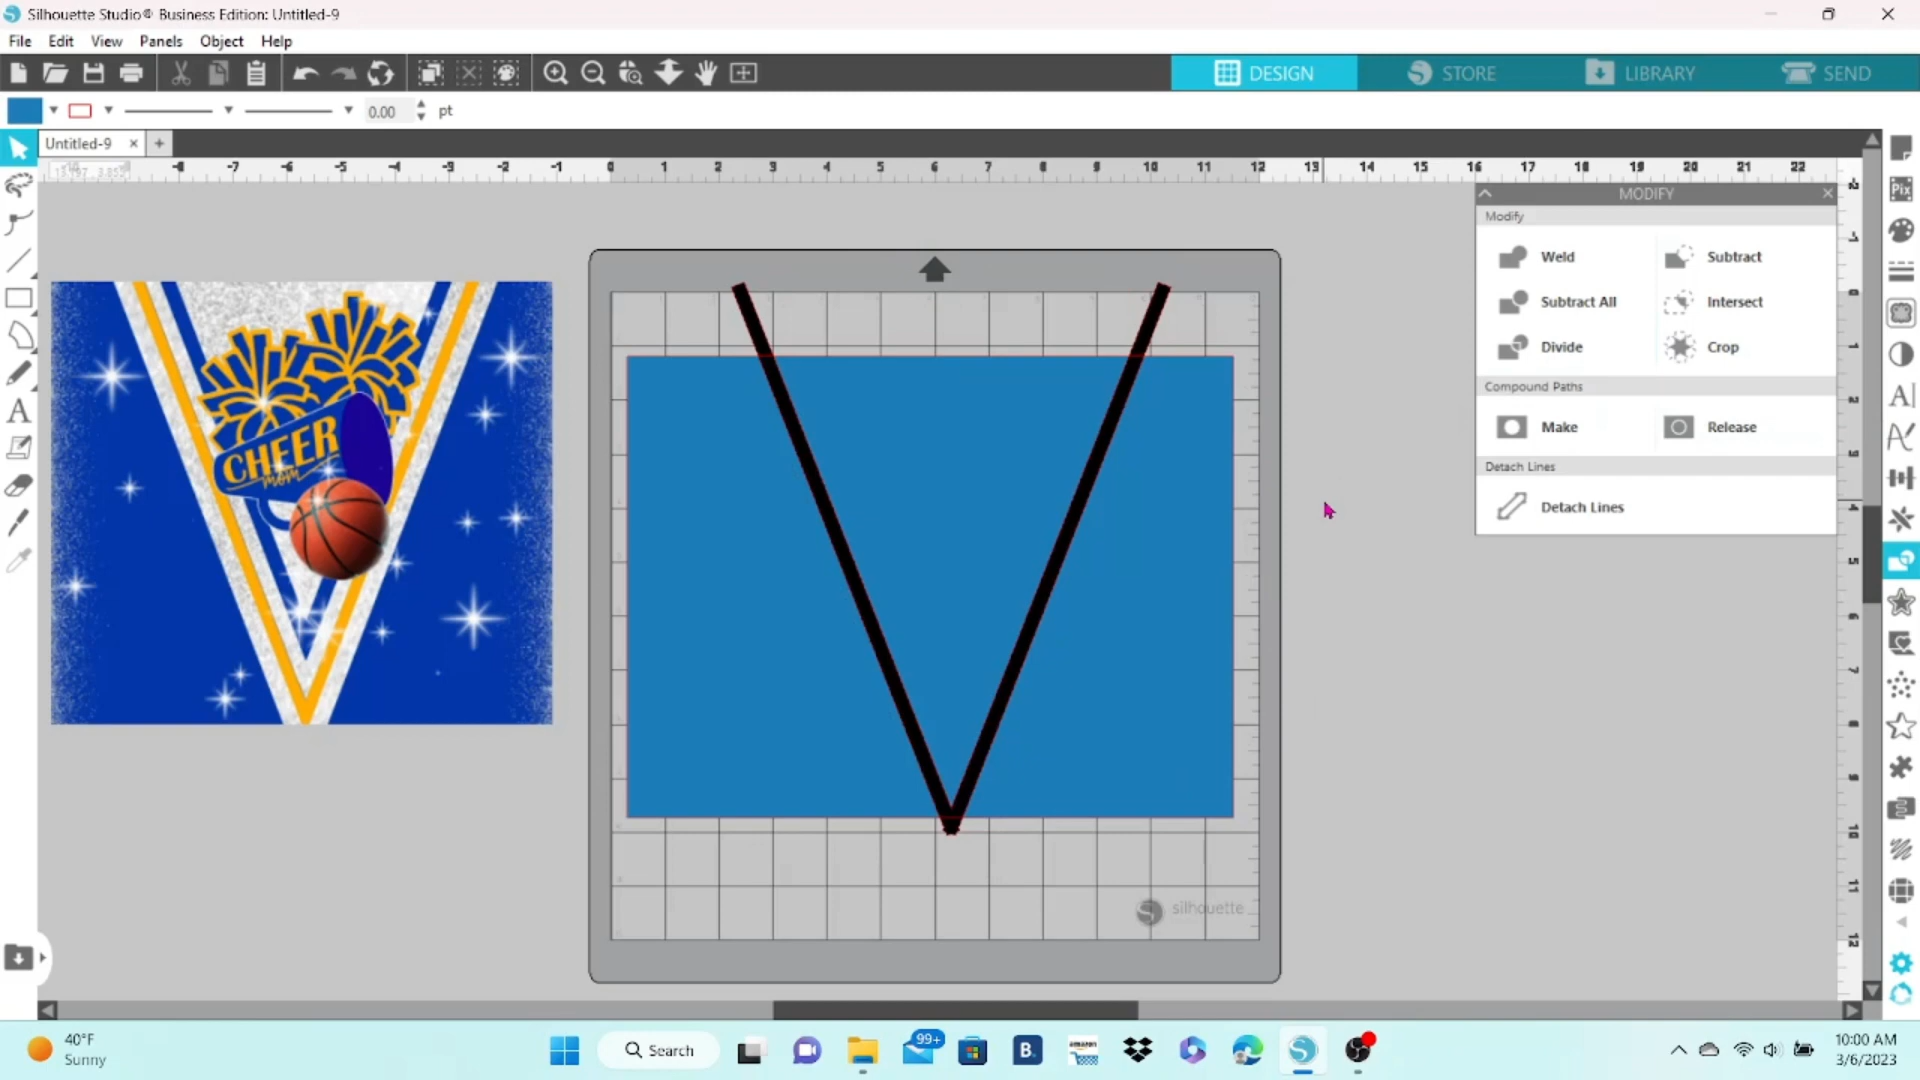 Silhouette Studio® Business Edition: Untitled-9
File Edit View Panels Object Help
DESIGN STORE LIBRARY SEND
0.00 pt
Untitled-9
-8 -7 -6 -5 -4 -3 -2 -1 0 1 2 3 4 5 6 7 8 9 10 11 12 13 14 15 16 17 18 19 20 21 22
MODIFY
Modify
Weld Subtract
Subtract All Intersect
Divide Crop
Compound Paths
Make Release
Detach Lines
Detach Lines
Pix
CHEER
mom
silhouette
40°F
Sunny
Search
99+
B.
amazon
10:00 AM
3/6/2023